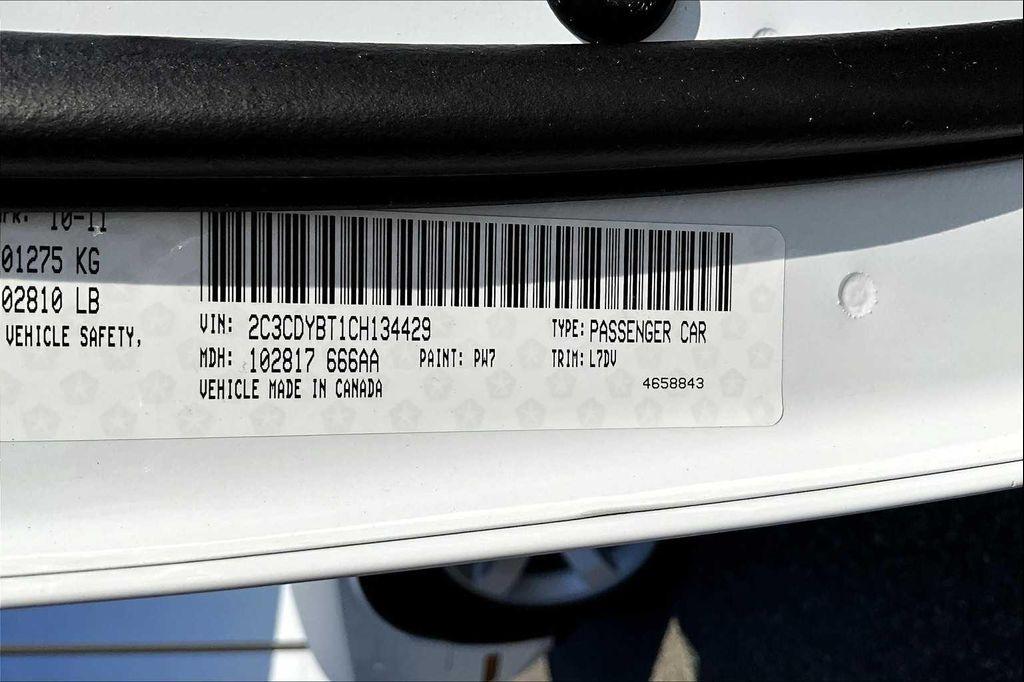 10-11
01275 KG
02810 LB
VEHICLE SAFETY,
VIN: 2C3CDYBT1CH134429 TYPE: PASSENGER CAR
MDH: 102817 666AA PAINT: PW7 TRIM: L7DV
VEHICLE MADE IN CANADA 4658843